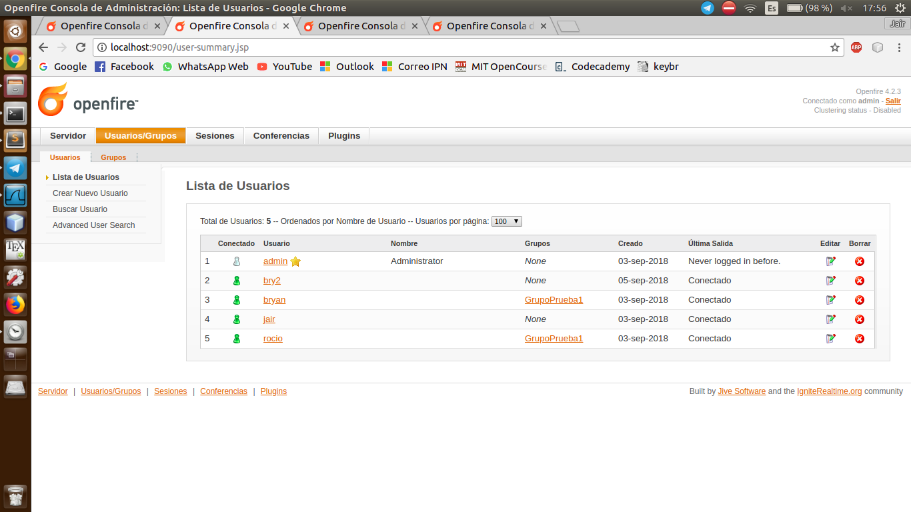 Openfire Consola de Administración: Lista de Usuarios - Google Chrome
Es (98 %) 17:56
Openfire Consola d Openfire Consola d Openfire Consola d Openfire Consola d
Jair
localhost:9090/user-summary.jsp
ABP
Google Facebook WhatsApp Web YouTube Outlook Correo IPN MIT OpenCourse Codecademy keybr
openfire™
Openfire 4.2.3
Conectado como admin - Salir
Clustering status - Disabled
Servidor Usuarios/Grupos Sesiones Conferencias Plugins
Usuarios Grupos
Lista de Usuarios
Crear Nuevo Usuario
Buscar Usuario
Advanced User Search
Lista de Usuarios
Total de Usuarios: 5 -- Ordenados por Nombre de Usuario -- Usuarios por página: 100
Conectado Usuario Nombre Grupos Creado Última Salida Editar Borrar
1 admin Administrator None 03-sep-2018 Never logged in before.
2 bry2 None 05-sep-2018 Conectado
3 bryan GrupoPrueba1 03-sep-2018 Conectado
4 jair None 03-sep-2018 Conectado
5 rocio GrupoPrueba1 03-sep-2018 Conectado
Servidor | Usuarios/Grupos | Sesiones | Conferencias | Plugins
Built by Jive Software and the IgniteRealtime.org community